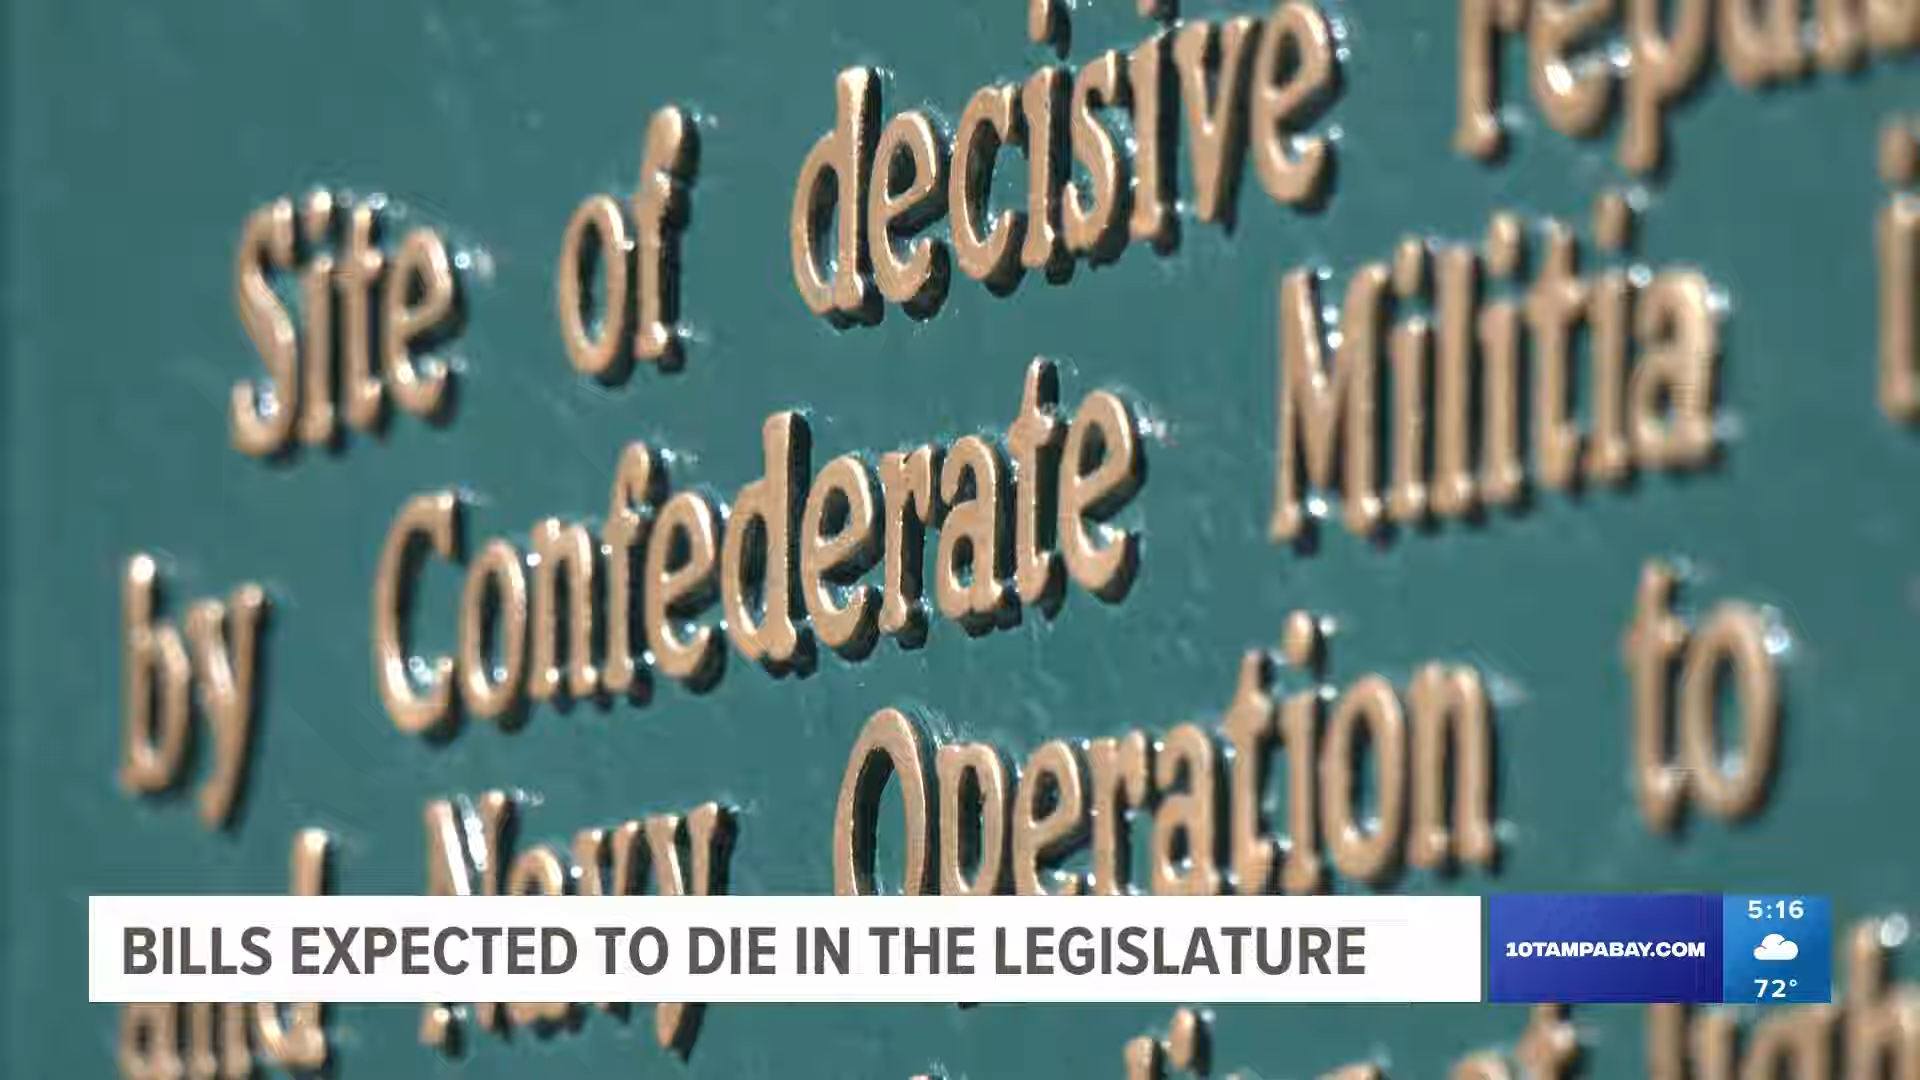 Site of decisive
by Confederate Militia
Navy Operation to
BILLS EXPECTED TO DIE IN THE LEGISLATURE
10TAMPABAY.COM
5:16
72°